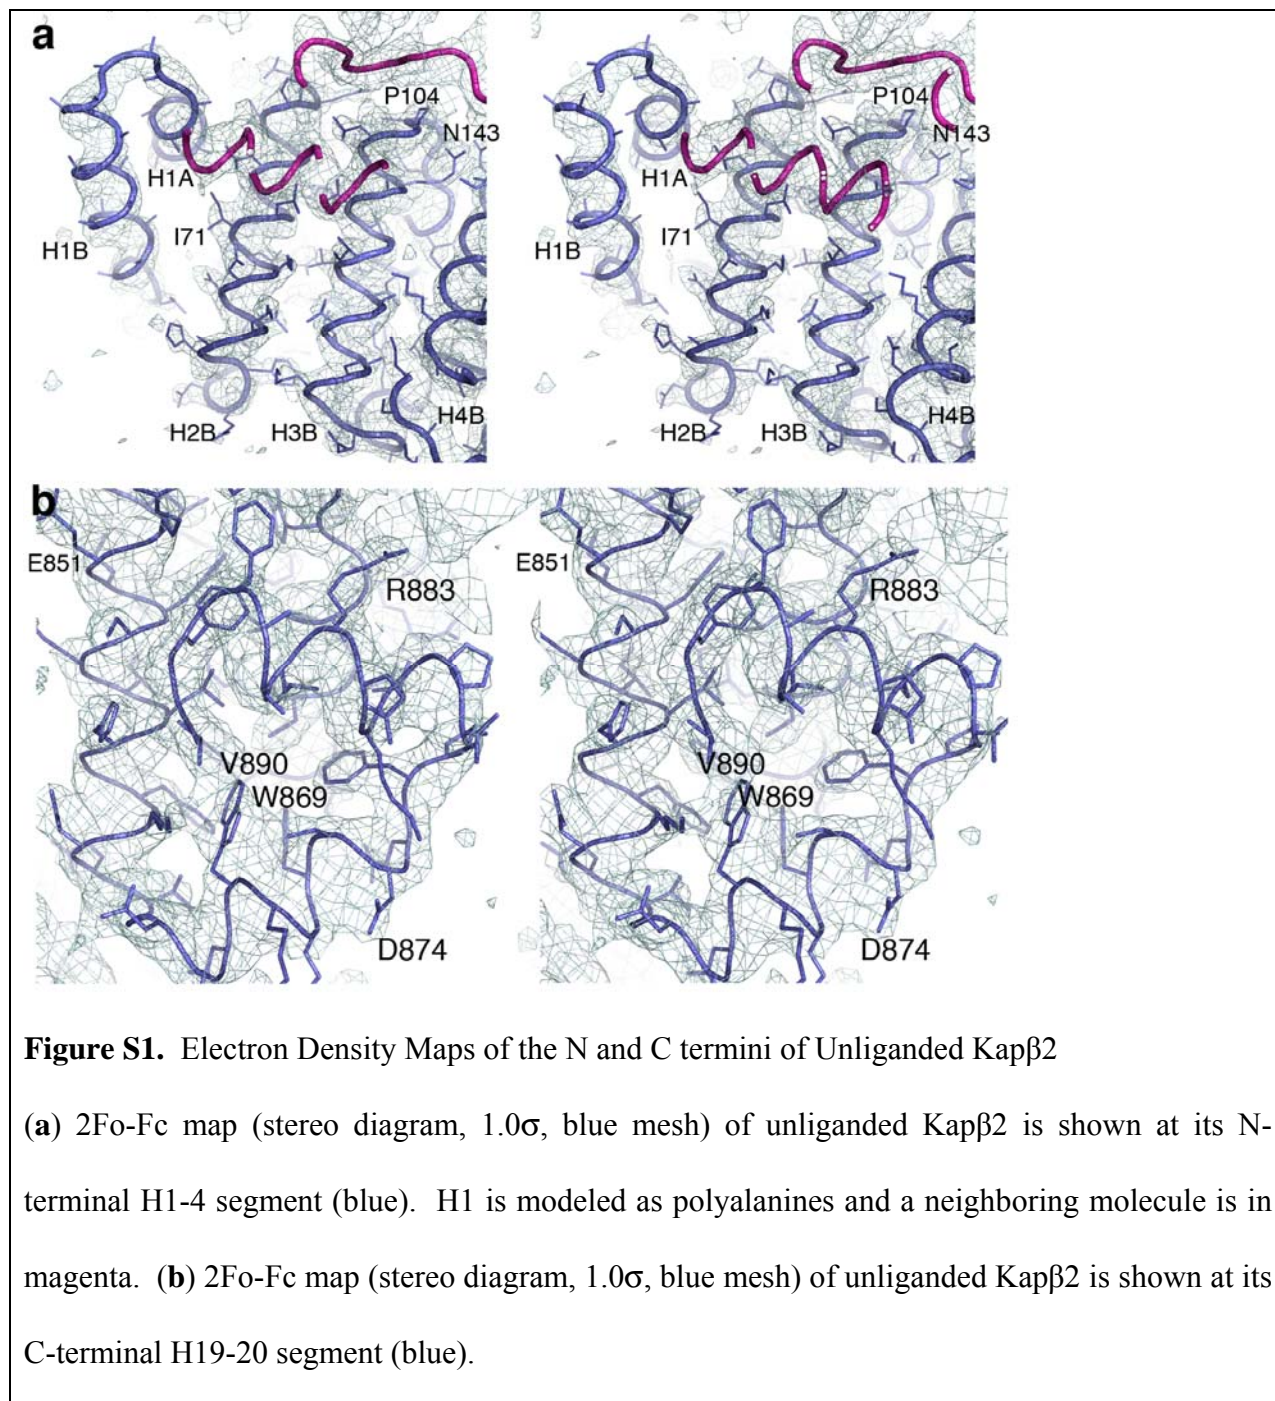 a
P104
N143
H1A
I71
H1B
H2B
H3B
H4B
P104
N143
H1A
I71
H1B
H2B
H3B
H4B
b
E851
R883
V890
W869
D874
E851
R883
V890
W869
D874
Figure S1. Electron Density Maps of the N and C termini of Unliganded Kapβ2
(a) 2Fo-Fc map (stereo diagram, 1.0σ, blue mesh) of unliganded Kapβ2 is shown at its N-
terminal H1-4 segment (blue). H1 is modeled as polyalanines and a neighboring molecule is in
magenta. (b) 2Fo-Fc map (stereo diagram, 1.0σ, blue mesh) of unliganded Kapβ2 is shown at its
C-terminal H19-20 segment (blue).